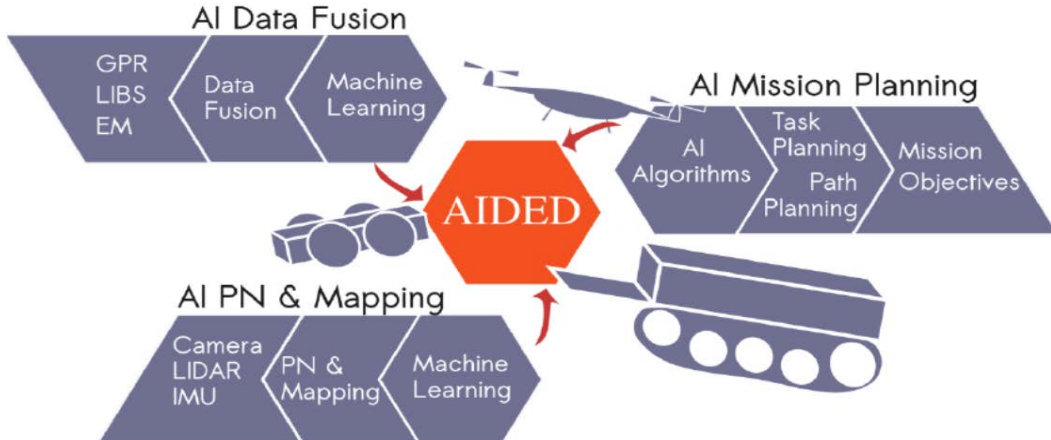 AI Data Fusion
GPR
LIBS
EM
Data
Fusion
Machine
Learning
AI Mission Planning
AI
Algorithms
Task
Planning
Path
Planning
Mission
Objectives
AIDED
AI PN & Mapping
Camera
LIDAR
IMU
PN &
Mapping
Machine
Learning